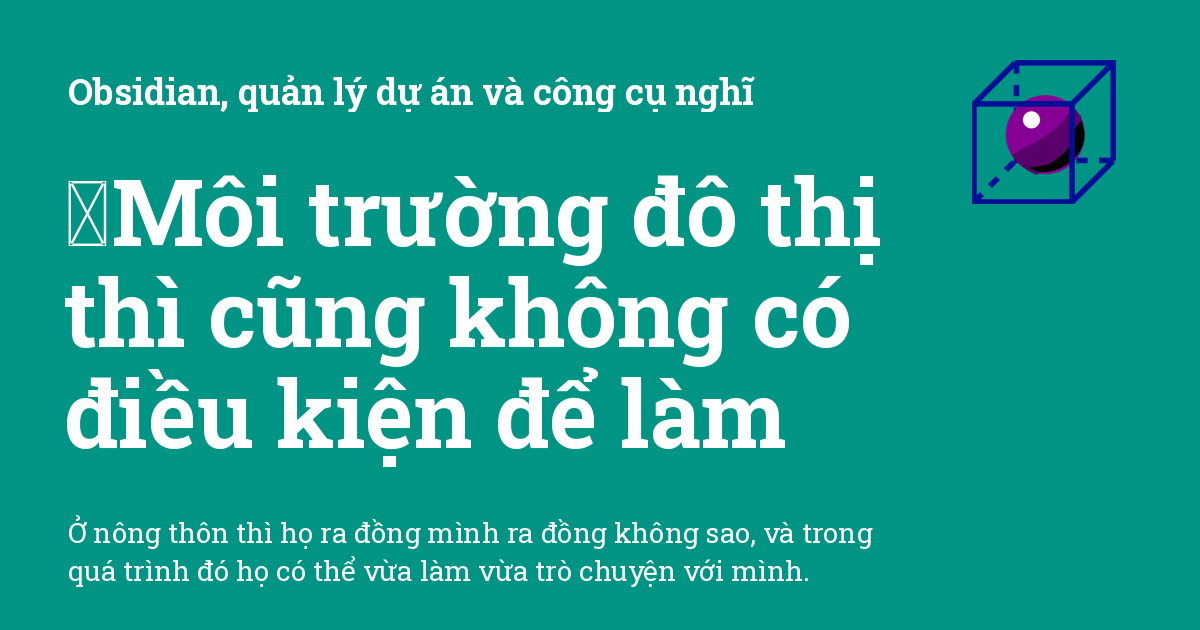 Obsidian, quản lý dự án và công cụ nghĩ
Môi trường đô thị
thì cũng không có
điều kiện để làm
Ở nông thôn thì họ ra đồng mình ra đồng không sao, và trong
quá trình đó họ có thể vừa làm vừa trò chuyện với mình.